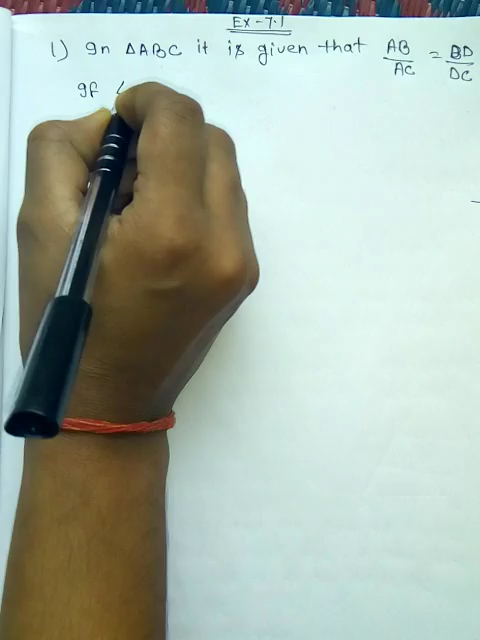 Ex-7.1
1) In ΔABC it is given that AB/AC = BD/DC
If ∠